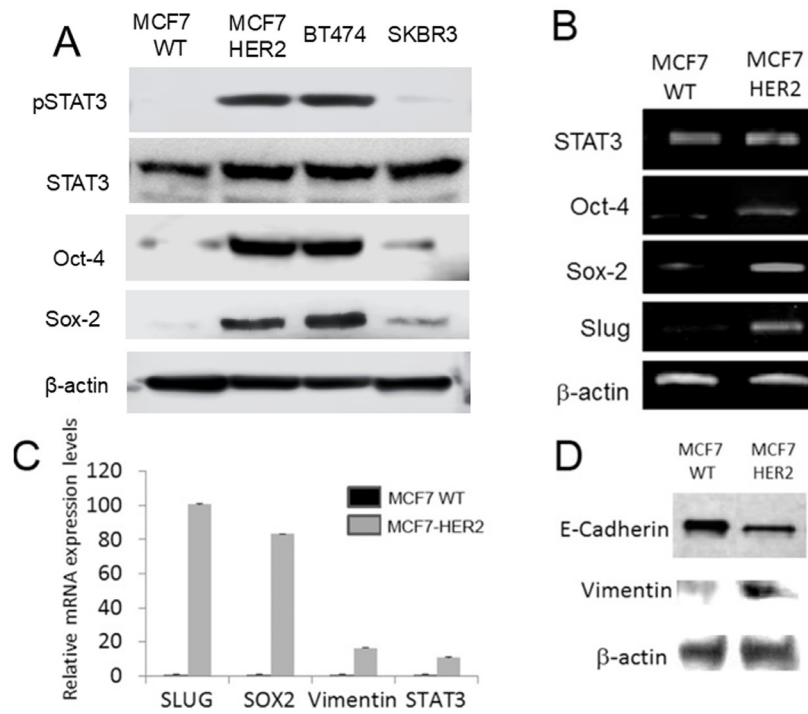 A
MCF7
WT
MCF7
HER2
BT474
SKBR3
pSTAT3
STAT3
Oct-4
Sox-2
β-actin
B
MCF7
WT
MCF7
HER2
STAT3
Oct-4
Sox-2
Slug
β-actin
C
Relative mRNA expression levels
120
100
80
60
40
20
0
MCF7 WT
MCF7-HER2
SLUG SOX2 Vimentin STAT3
D
MCF7
WT
MCF7
HER2
E-Cadherin
Vimentin
β-actin